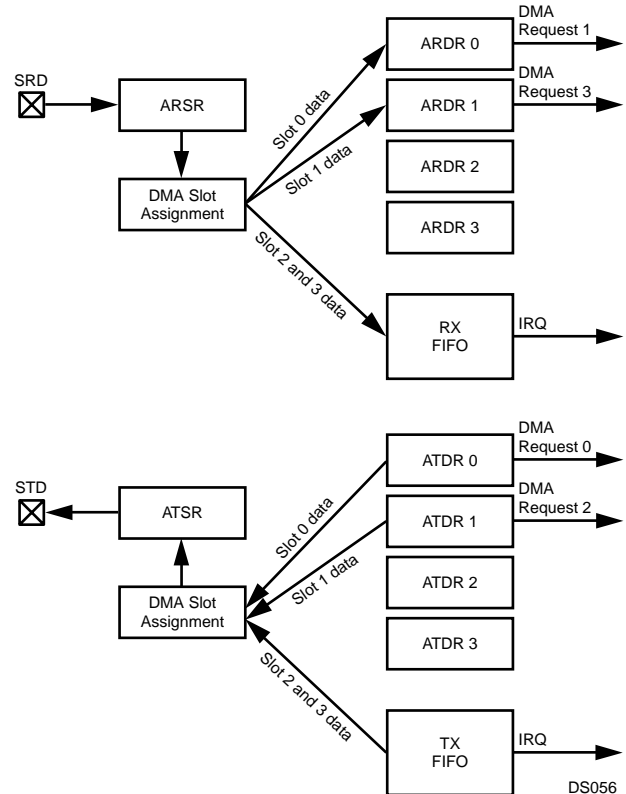 DMA
Request 1
ARDR 0
SRD
ARSR
DMA
Request 3
ARDR 1
Slot 0 data
Slot 1 data
ARDR 2
DMA Slot
Assignment
ARDR 3
Slot 2 and 3 data
RX
FIFO
IRQ
DMA
Request 0
ATDR 0
STD
ATSR
DMA
Request 2
ATDR 1
Slot 0 data
Slot 1 data
ATDR 2
DMA Slot
Assignment
ATDR 3
Slot 2 and 3 data
TX
FIFO
IRQ
DS056